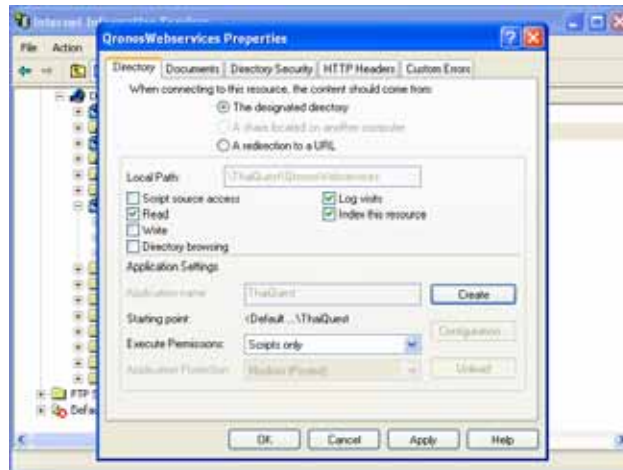 Internet Information Services
File Action
QronosWebservices Properties
Directory Documents Directory Security HTTP Headers Custom Errors
When connecting to this resource, the content should come from:
The designated directory
A share located on another computer
A redirection to a URL
Local Path: \ThaiQuest\QronosWebservices
Script source access Log visits
Read Index this resource
Write
Directory browsing
Application Settings
Application name: ThaiQuest Create
Starting point: <Default ...\ThaiQuest
Execute Permissions: Scripts only Configuration
Application Protection: Medium (Pooled) Unload
FTP
Defa
OK Cancel Apply Help